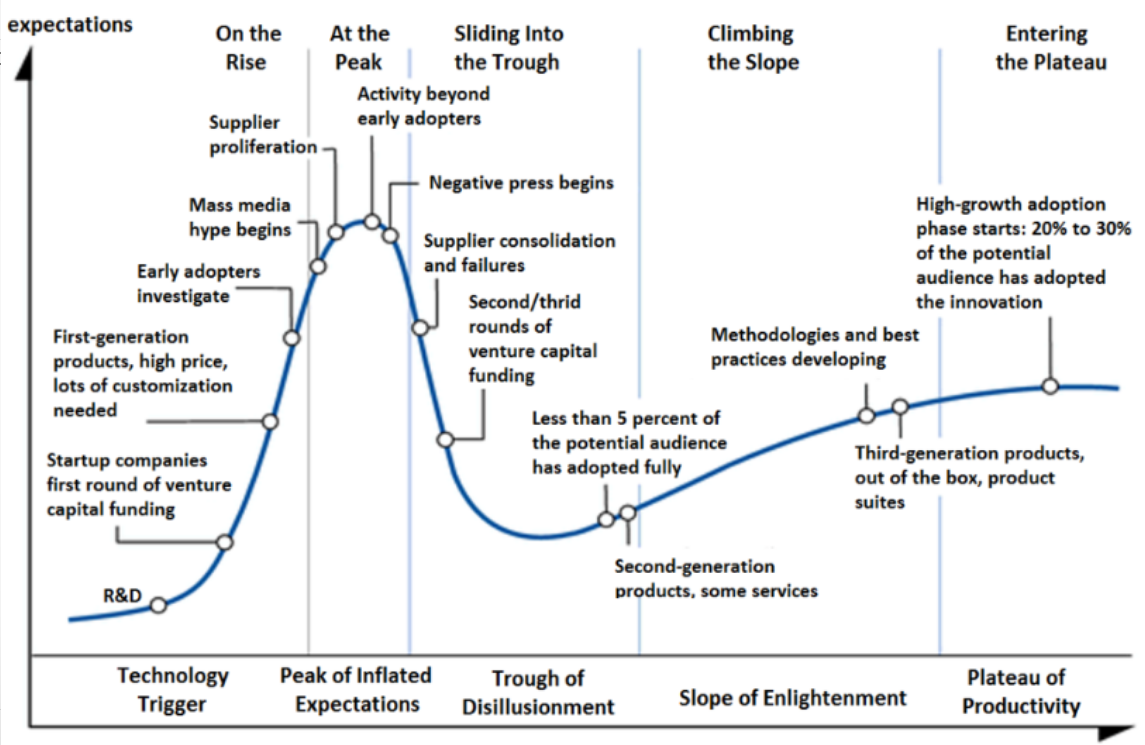 expectations
On the
Rise
At the
Peak
Sliding Into
the Trough
Climbing
the Slope
Entering
the Plateau
Activity beyond
early adopters
Supplier
proliferation
Negative press begins
Mass media
hype begins
High-growth adoption
phase starts: 20% to 30%
of the potential
audience has adopted
the innovation
Supplier consolidation
and failures
Early adopters
investigate
Second/thrid
rounds of
venture capital
funding
First-generation
products, high price,
lots of customization
needed
Methodologies and best
practices developing
Less than 5 percent of
the potential audience
has adopted fully
Startup companies
first round of venture
capital funding
Third-generation products,
out of the box, product
suites
Second-generation
products, some services
R&D
Technology
Trigger
Peak of Inflated
Expectations
Trough of
Disillusionment
Slope of Enlightenment
Plateau of
Productivity